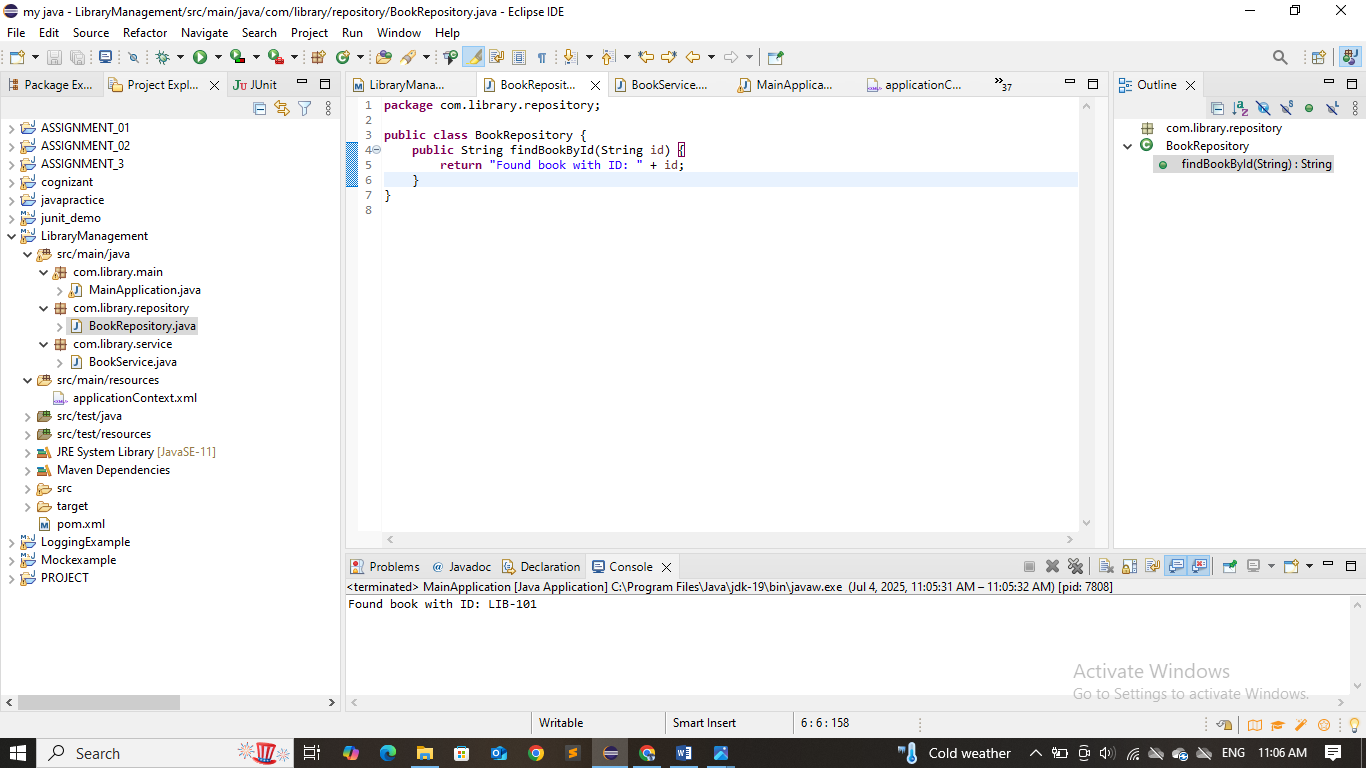 my java - LibraryManagement/src/main/java/com/library/repository/BookRepository.java - Eclipse IDE
File Edit Source Refactor Navigate Search Project Run Window Help
Package Ex... Project Expl... JUnit
ASSIGNMENT_01
ASSIGNMENT_02
ASSIGNMENT_3
cognizant
javapractice
junit_demo
LibraryManagement
src/main/java
com.library.main
MainApplication.java
com.library.repository
BookRepository.java
com.library.service
BookService.java
src/main/resources
applicationContext.xml
src/test/java
src/test/resources
JRE System Library [JavaSE-11]
Maven Dependencies
src
target
pom.xml
LoggingExample
Mockexample
PROJECT
LibraryMana... BookReposit... BookService.... MainApplica... applicationC... 37
1 package com.library.repository;
2
3 public class BookRepository {
4 public String findBookById(String id) {
5 return "Found book with ID: " + id;
6 }
7 }
8
Outline
com.library.repository
BookRepository
findBookById(String) : String
Problems @ Javadoc Declaration Console
<terminated> MainApplication [Java Application] C:\Program Files\Java\jdk-19\bin\javaw.exe (Jul 4, 2025, 11:05:31 AM – 11:05:32 AM) [pid: 7808]
Found book with ID: LIB-101
Activate Windows
Go to Settings to activate Windows.
Writable Smart Insert 6 : 6 : 158
Search Cold weather ENG 11:06 AM